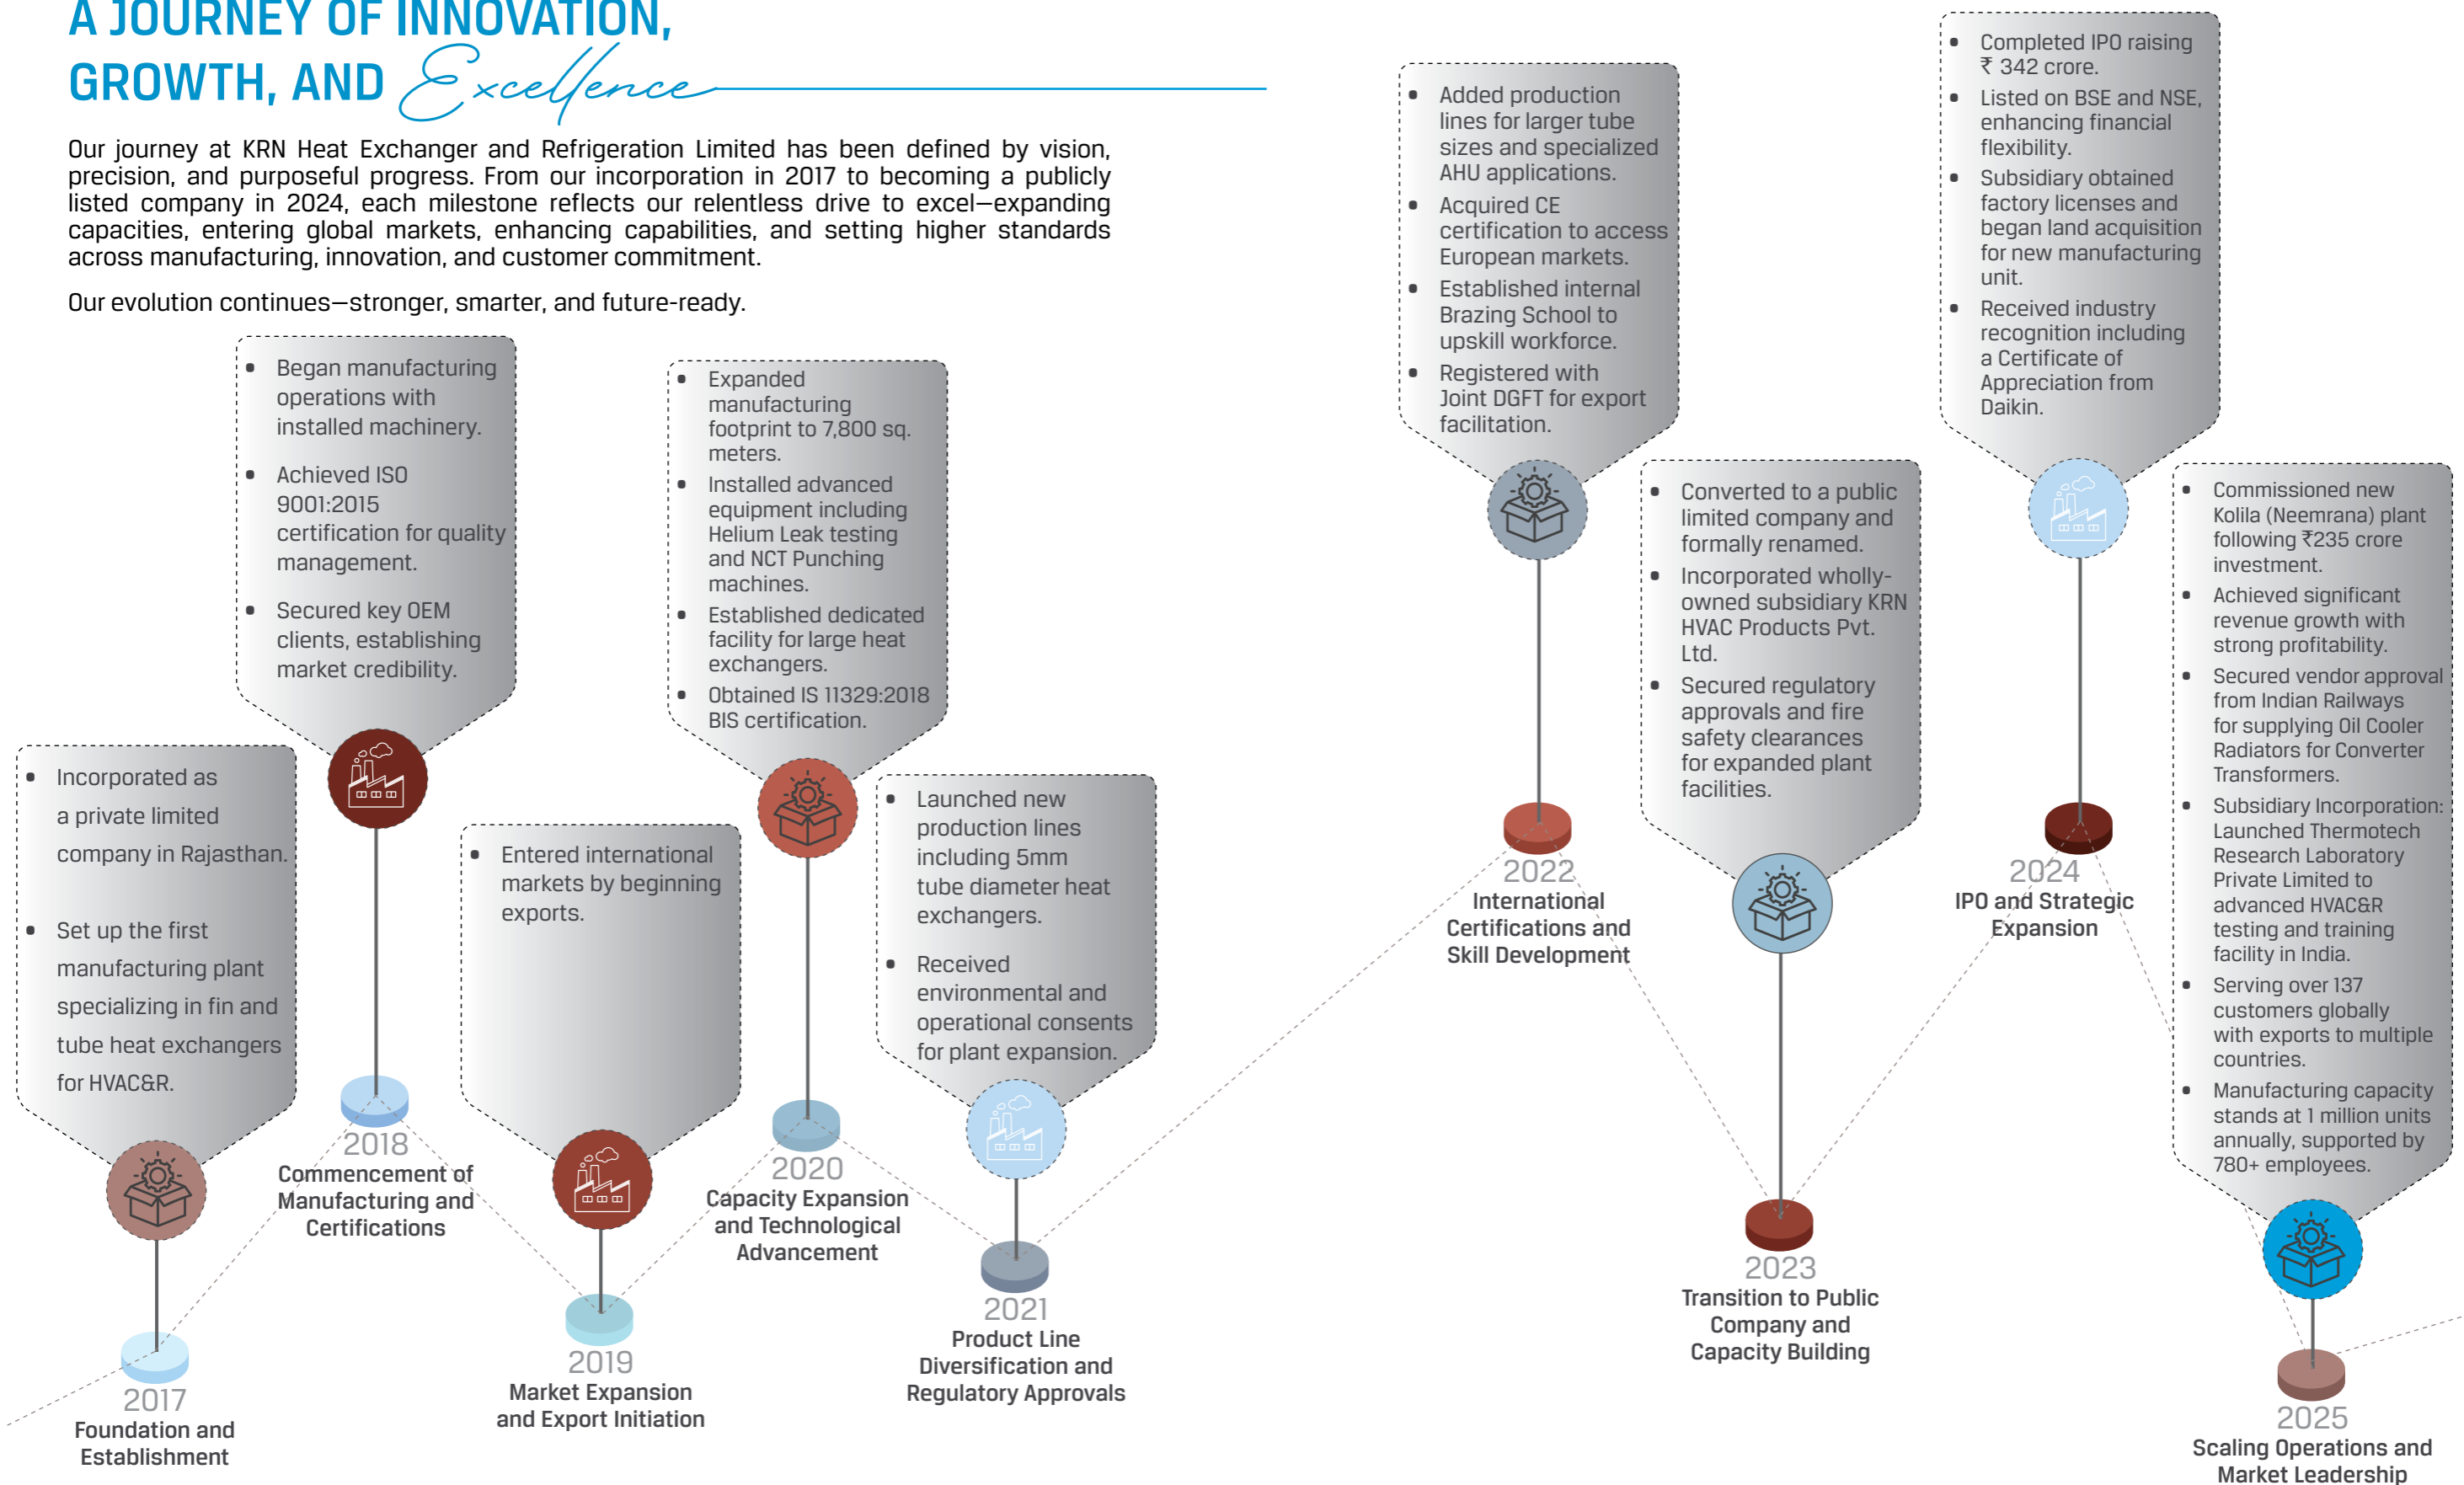 A JOURNEY OF INNOVATION,
GROWTH, AND Excellence
Our journey at KRN Heat Exchanger and Refrigeration Limited has been defined by vision,
precision, and purposeful progress. From our incorporation in 2017 to becoming a publicly
listed company in 2024, each milestone reflects our relentless drive to excel—expanding
capacities, entering global markets, enhancing capabilities, and setting higher standards
across manufacturing, innovation, and customer commitment.
Our evolution continues—stronger, smarter, and future-ready.
• Incorporated as
a private limited
company in Rajasthan.
• Set up the first
manufacturing plant
specializing in fin and
tube heat exchangers
for HVAC&R.
2017
Foundation and
Establishment
• Began manufacturing
operations with
installed machinery.
• Achieved ISO
9001:2015
certification for quality
management.
• Secured key OEM
clients, establishing
market credibility.
2018
Commencement of
Manufacturing and
Certifications
• Entered international
markets by beginning
exports.
2019
Market Expansion
and Export Initiation
• Expanded
manufacturing
footprint to 7,800 sq.
meters.
• Installed advanced
equipment including
Helium Leak testing
and NCT Punching
machines.
• Established dedicated
facility for large heat
exchangers.
• Obtained IS 11329:2018
BIS certification.
2020
Capacity Expansion
and Technological
Advancement
• Launched new
production lines
including 5mm
tube diameter heat
exchangers.
• Received
environmental and
operational consents
for plant expansion.
2021
Product Line
Diversification and
Regulatory Approvals
• Added production
lines for larger tube
sizes and specialized
AHU applications.
• Acquired CE
certification to access
European markets.
• Established internal
Brazing School to
upskill workforce.
• Registered with
Joint DGFT for export
facilitation.
2022
International
Certifications and
Skill Development
• Converted to a public
limited company and
formally renamed.
• Incorporated wholly-
owned subsidiary KRN
HVAC Products Pvt.
Ltd.
• Secured regulatory
approvals and fire
safety clearances
for expanded plant
facilities.
2023
Transition to Public
Company and
Capacity Building
• Completed IPO raising
₹ 342 crore.
• Listed on BSE and NSE,
enhancing financial
flexibility.
• Subsidiary obtained
factory licenses and
began land acquisition
for new manufacturing
unit.
• Received industry
recognition including
a Certificate of
Appreciation from
Daikin.
2024
IPO and Strategic
Expansion
• Commissioned new
Kolila (Neemrana) plant
following ₹235 crore
investment.
• Achieved significant
revenue growth with
strong profitability.
• Secured vendor approval
from Indian Railways
for supplying Oil Cooler
Radiators for Converter
Transformers.
• Subsidiary Incorporation:
Launched Thermotech
Research Laboratory
Private Limited to
advanced HVAC&R
testing and training
facility in India.
• Serving over 137
customers globally
with exports to multiple
countries.
• Manufacturing capacity
stands at 1 million units
annually, supported by
780+ employees.
2025
Scaling Operations and
Market Leadership